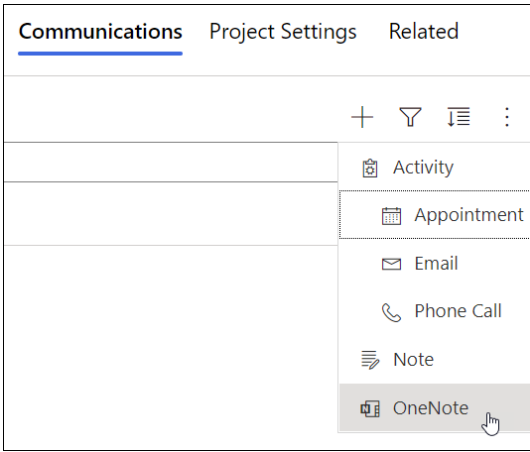 Communications Project Settings Related
Activity
Appointment
Email
Phone Call
Note
OneNote